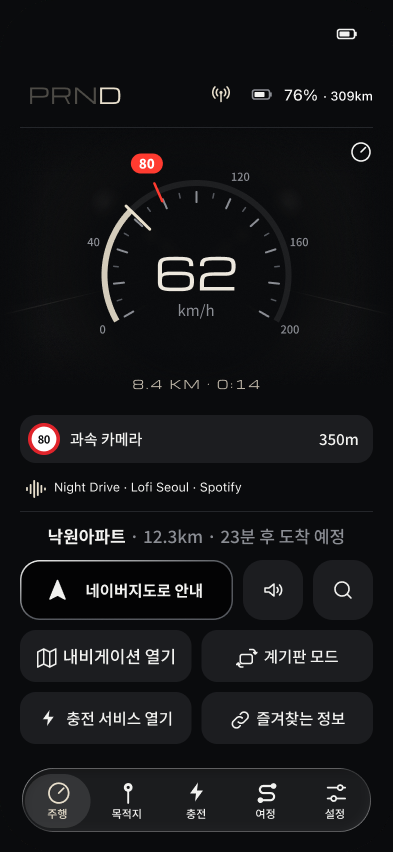 PRND 76% · 309km
80
120
40 160
62
km/h
0 200
8.4 KM · 0:14
80 과속 카메라 350m
Night Drive · Lofi Seoul · Spotify
낙원아파트 · 12.3km · 23분 후 도착 예정
네이버지도로 안내
내비게이션 열기 계기판 모드
충전 서비스 열기 즐겨찾는 정보
주행 목적지 충전 여정 설정